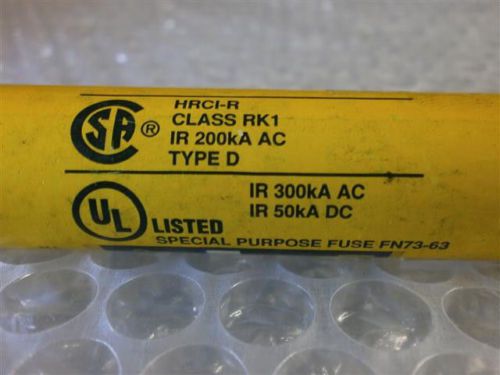 HRCI-R
CSA ® CLASS RK1
IR 200kA AC
TYPE D
IR 300kA AC
UL LISTED IR 50kA DC
SPECIAL PURPOSE FUSE FN73-63